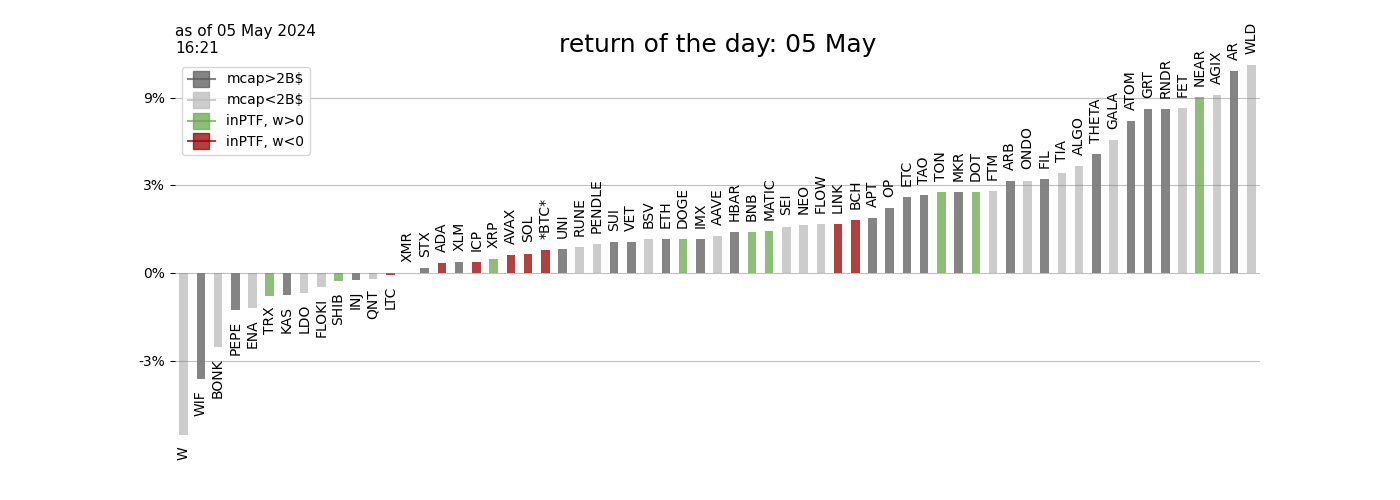 as of 05 May 2024
16:21
return of the day: 05 May
mcap>2B$
mcap<2B$
inPTF, w>0
inPTF, w<0
9%
3%
0%
-3%
W
WIF
BONK
PEPE
ENA
TRX
KAS
LDO
FLOKI
SHIB
INJ
QNT
LTC
XMR
STX
ADA
XLM
ICP
XRP
AVAX
SOL
*BTC*
UNI
RUNE
PENDLE
SUI
VET
BSV
ETH
DOGE
IMX
AAVE
HBAR
BNB
MATIC
SEI
NEO
FLOW
LINK
BCH
APT
OP
ETC
TAO
TON
MKR
DOT
FTM
ARB
ONDO
FIL
TIA
ALGO
THETA
GALA
ATOM
GRT
RNDR
FET
NEAR
AGIX
AR
WLD